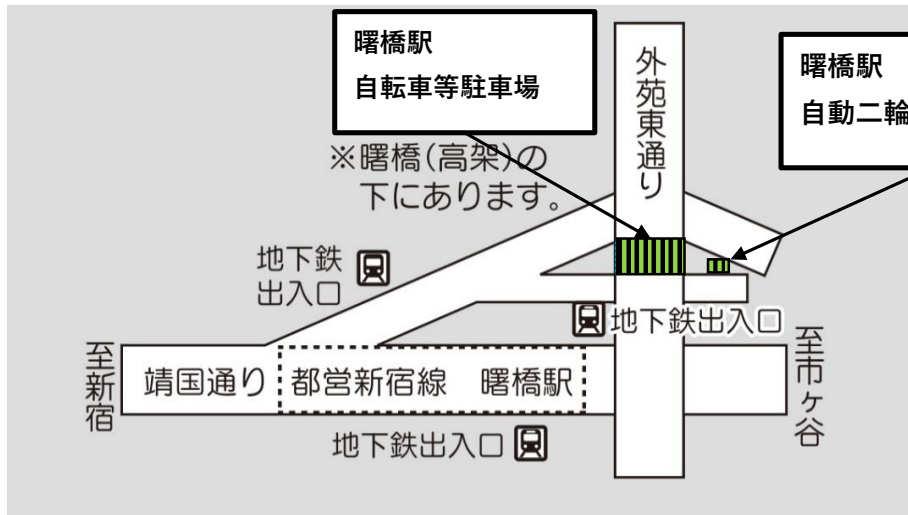 曙橋駅
自転車等駐車場
曙橋駅
自動二輪
外苑東通り
※曙橋(高架)の
下にあります。
地下鉄
出入口
地下鉄出入口
至新宿
靖国通り
都営新宿線 曙橋駅
至市ヶ谷
地下鉄出入口